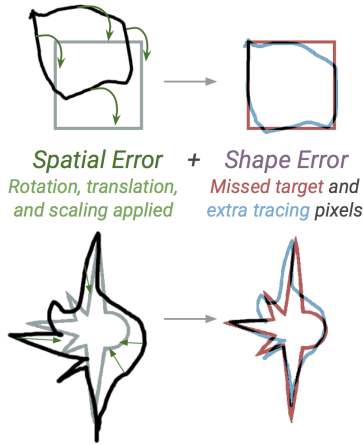 Spatial Error + Shape Error
Rotation, translation,
and scaling applied
Missed target and
extra tracing pixels